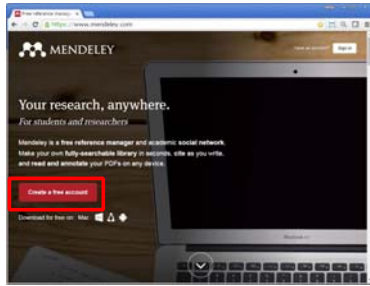 Free reference manag
https://www.mendeley.com
MENDELEY
Have an account? Sign in
Your research, anywhere.
For students and researchers
Mendeley is a free reference manager and academic social network.
Make your own fully-searchable library in seconds, cite as you write,
and read and annotate your PDFs on any device.
Create a free account
Download for free on: Mac
MacBook Air